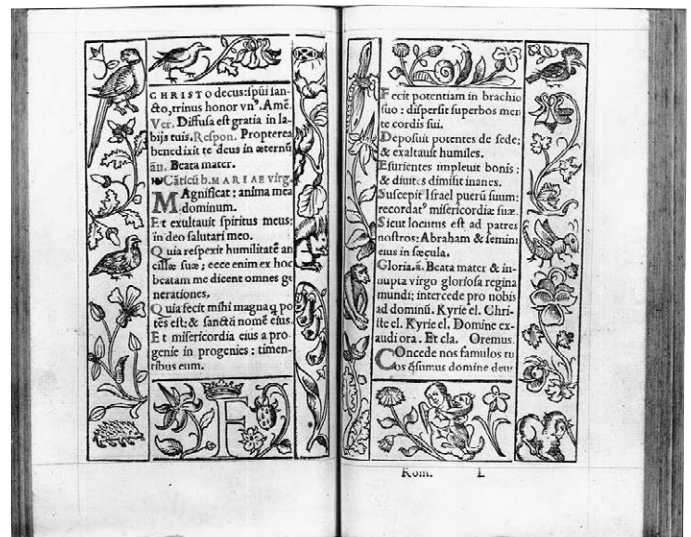 CHRISTO decus: spũi san-
cto, trinus honor vnꝰ. Amẽ.
Ver. Diffusa est gratia in la-
bijs tuis. Respon. Propterea
benedixit te deus in æternũ
ãn. Beata mater.
Cãticũ b. MARIAE virg.
MAgnificat: anima mea
dominum.
Et exultauit spiritus meus:
in deo salutari meo.
Quia respexit humilitatẽ an
cillæ suæ; ecce enim ex hoc
beatam me dicent omnes ge
nerationes.
Quia fecit mihi magna q̃ po
tẽs est: & sanctũ nomẽ eius.
Et misericordia eius a pro-
genie in progenies: timen-
tibus eum.
F
Fecit potentiam in brachio
suo: dispersit superbos men
te cordis sui.
Deposuit potentes de sede;
& exaltauit humiles.
Esurientes impleuit bonis:
& diuites dimisit inanes.
Suscepit Israel puerũ suum:
recordatꝰ misericordiæ suæ.
Sicut locutus est ad patres
nostros: Abraham & semini
eius in sæcula.
Gloria. ã. Beata mater & in-
nupta virgo gloriosa regina
mundi; intercede pro nobis
ad dominũ. Kyrie el. Chri-
ste el. Kyrie el. Domine ex-
audi ora. Et cla. Oremus.
COncede nos famulos tu
os q̃sumus domine deus
Rom. L